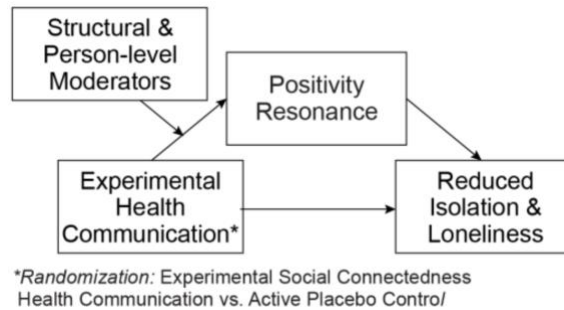 Structural &
Person-level
Moderators
Positivity
Resonance
Experimental
Health
Communication*
Reduced
Isolation &
Loneliness
*Randomization: Experimental Social Connectedness
Health Communication vs. Active Placebo Control